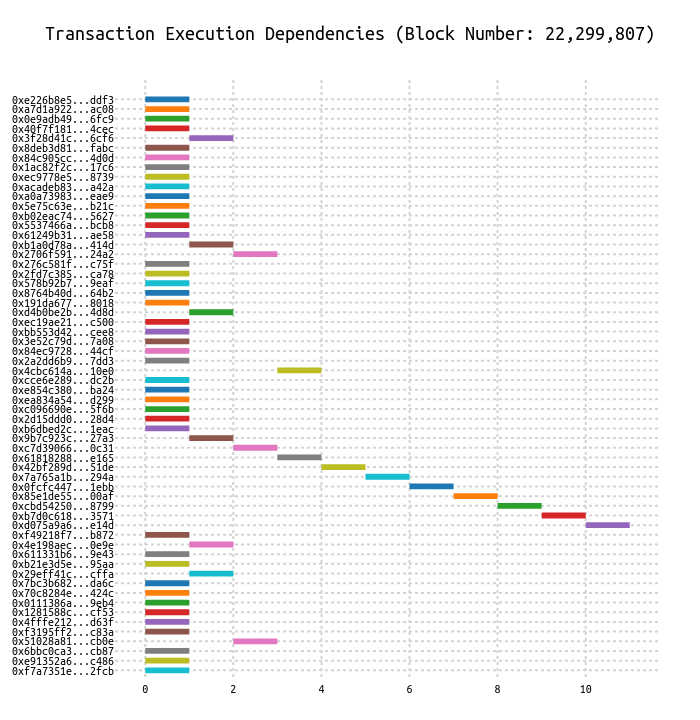 Transaction Execution Dependencies (Block Number: 22,299,807)
0xe226b8e5...ddf3
0xa7d1a922...ac08
0x0e9adb49...6fc9
0x40f7f181...4cec
0x3f28d41c...6cf6
0x8deb3d81...fabc
0x84c905cc...4d0d
0x1ac82f2c...17c6
0xec9778e5...8739
0xacadeb83...a42a
0xa0a73983...eae9
0x5e75c63e...b21c
0xb02eac74...5627
0x5537466a...bcb8
0x61249b31...ae58
0xb1a0d78a...414d
0x2706f591...24a2
0x276c581f...c75f
0x2fd7c385...ca78
0x578b92b7...9eaf
0x8764b40d...64b2
0x191da677...8018
0xd4b0be2b...4d8d
0xec19ae21...c500
0xbb553d42...cee8
0x3e52c79d...7a08
0x84ec9728...44cf
0x2a2dd6b9...7dd3
0x4cbc614a...10e0
0xcce6e289...dc2b
0xe854c380...ba24
0xea834a54...d299
0xc096690e...5f6b
0x2d15ddd0...28d4
0xb6dbed2c...1eac
0x9b7c923c...27a3
0xc7d39066...0c31
0x61818288...e165
0x42bf289d...51de
0x7a765a1b...294a
0x0fcfc447...1ebb
0x85e1de55...00af
0xcbd54250...8799
0xb7d0c618...3571
0xd075a9a6...e14d
0xf49218f7...b872
0x4e198aec...0e9e
0x611331b6...9e43
0xb21e3d5e...95aa
0x29eff41c...cffa
0x7bc3b682...da6c
0x70c8284e...424c
0x0111386a...9eb4
0x1281588c...cf53
0x4fffe212...d63f
0xf3195ff2...c83a
0x51028a81...cb0e
0x6bbc0ca3...cb87
0xe91352a6...c486
0xf7a7351e...2fcb
0 2 4 6 8 10